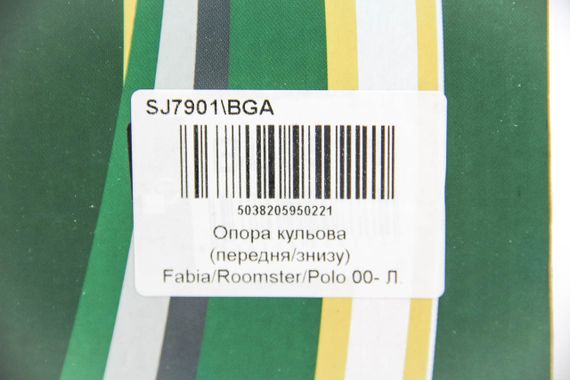 SJ7901\BGA
5038205950221
Опора кульова
(передня/знизу)
Fabia/Roomster/Polo 00- Л.